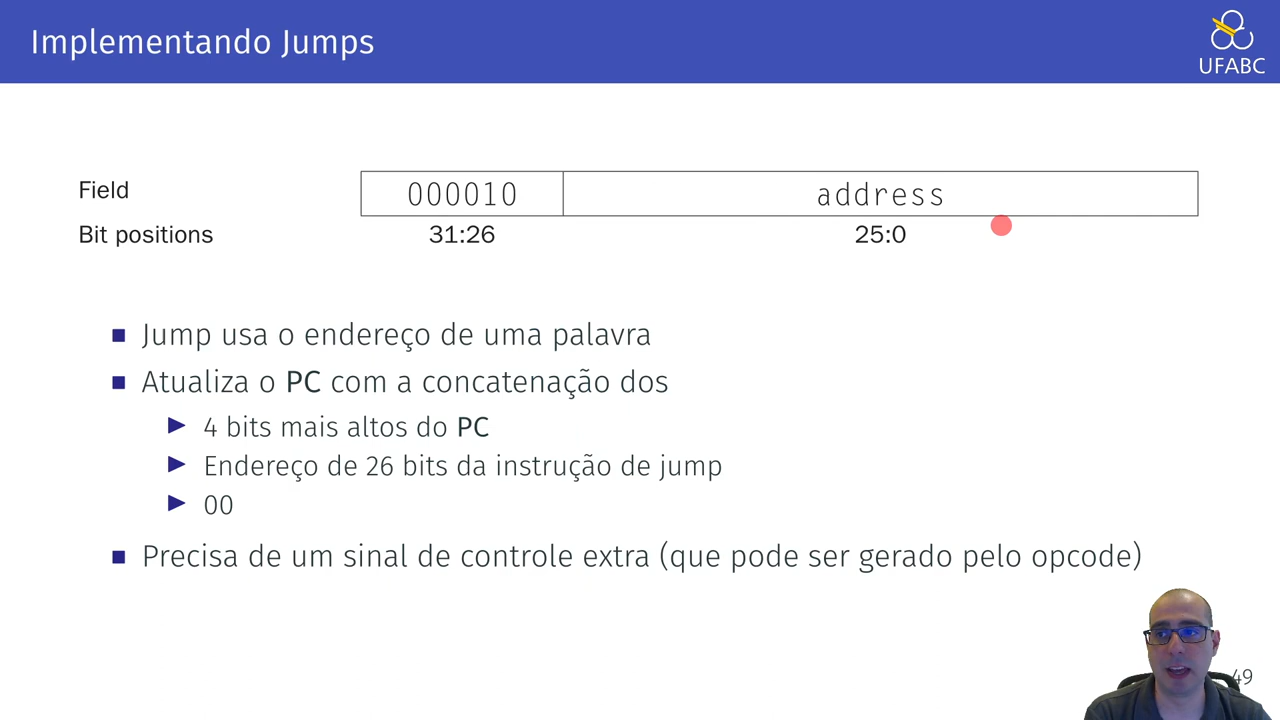 Implementando Jumps
UFABC
Field 000010 address
Bit positions 31:26 25:0
Jump usa o endereço de uma palavra
Atualiza o PC com a concatenação dos
4 bits mais altos do PC
Endereço de 26 bits da instrução de jump
00
Precisa de um sinal de controle extra (que pode ser gerado pelo opcode)
49